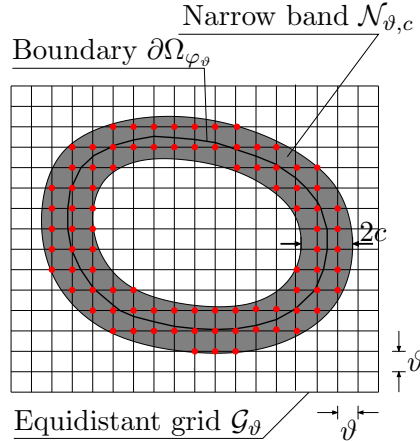 Narrow band 𝒩_{ϑ,c}
Boundary ∂Ω_{φ_ϑ}
2c
ϑ
Equidistant grid 𝒢_ϑ
ϑ